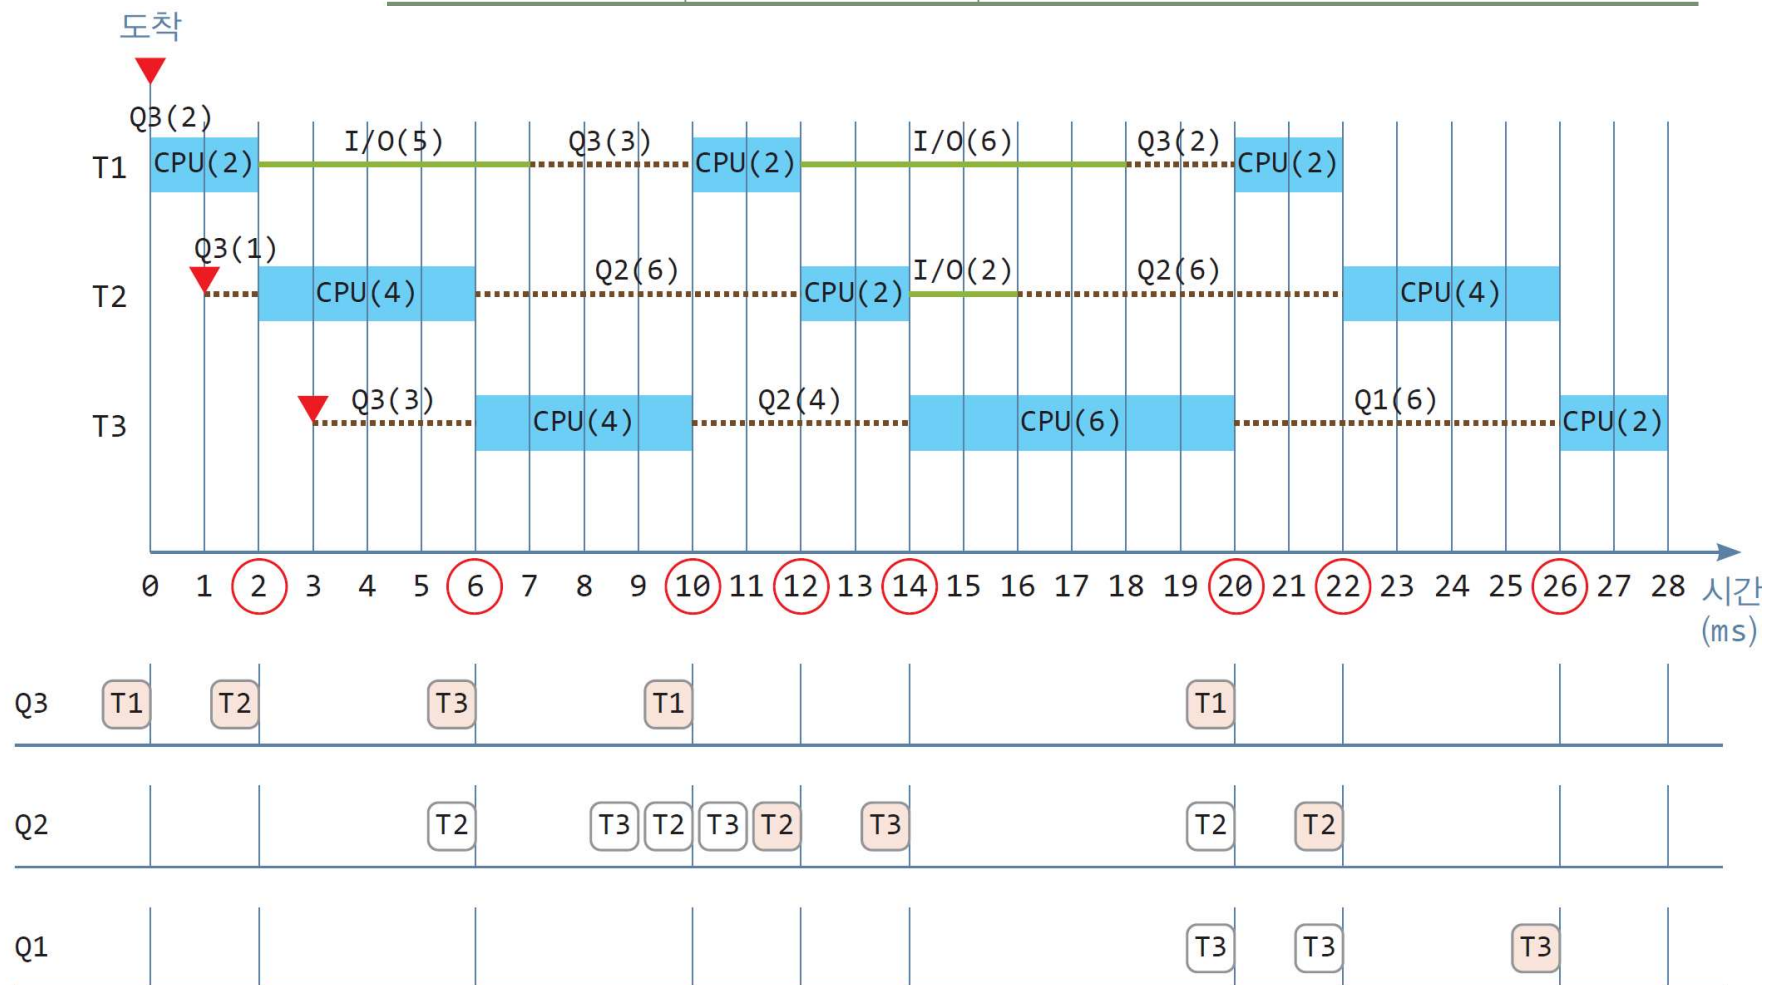 도착
Q3(2)
I/O(5) Q3(3) I/O(6) Q3(2)
T1 CPU(2) CPU(2) CPU(2)
Q3(1)
Q2(6) I/O(2) Q2(6)
T2 CPU(4) CPU(2) CPU(4)
Q3(3) Q2(4) Q1(6)
T3 CPU(4) CPU(6) CPU(2)
0 1 2 3 4 5 6 7 8 9 10 11 12 13 14 15 16 17 18 19 20 21 22 23 24 25 26 27 28 시간
(ms)
Q3 T1 T2 T3 T1 T1
Q2 T2 T3 T2 T3 T2 T3 T2 T2
Q1 T3 T3 T3